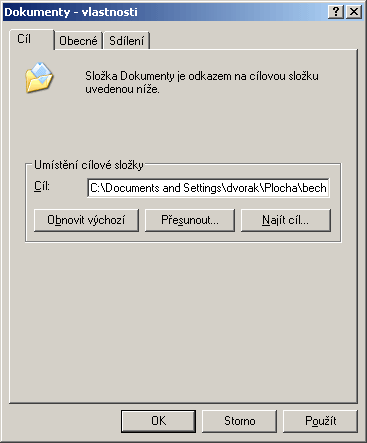 Dokumenty - vlastnosti
Cíl
Obecné
Sdílení
Složka Dokumenty je odkazem na cílovou složku
uvedenou níže.
Umístění cílové složky
Cíl:
C:\Documents and Settings\dvorak\Plocha\bech
Obnovit výchozí
Přesunout...
Najít cíl...
OK
Storno
Použít